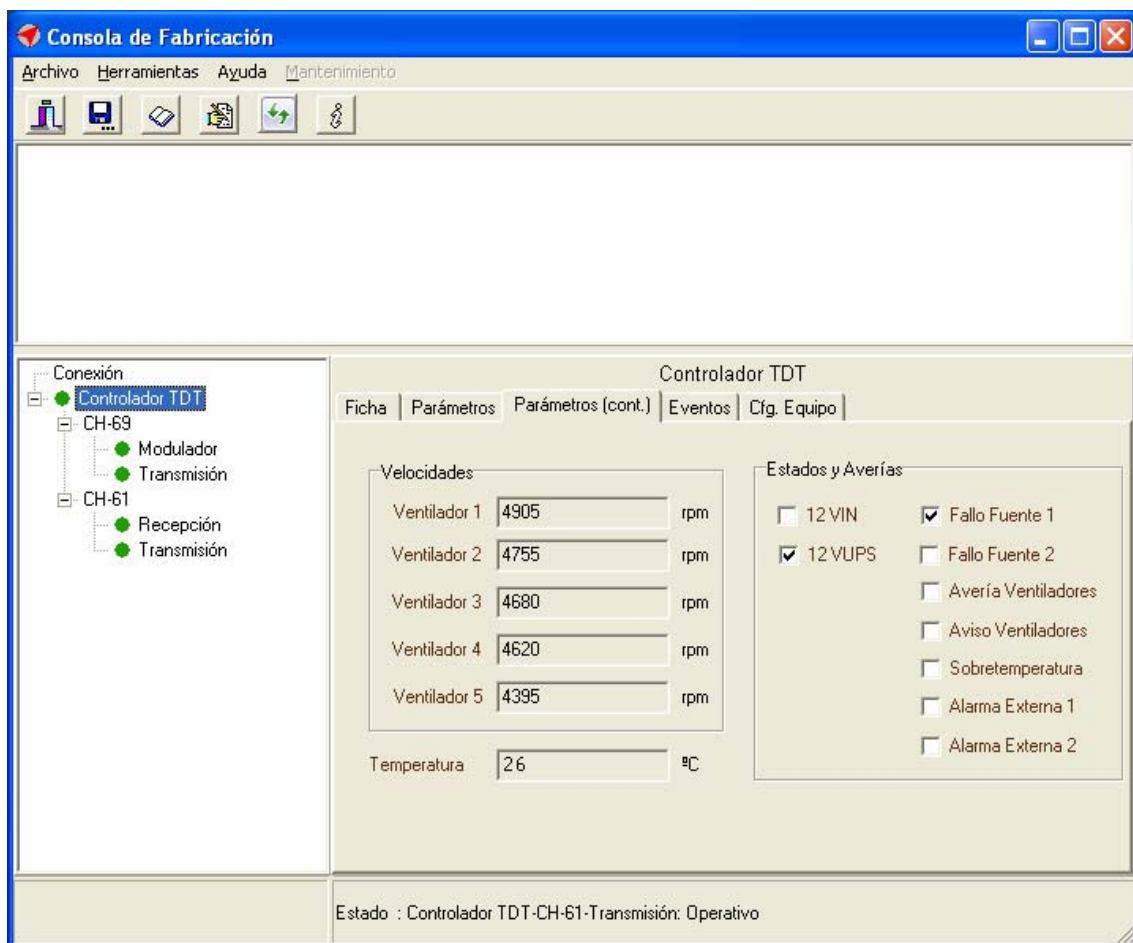 Consola de Fabricación
Archivo Herramientas Ayuda Mantenimiento
Conexión
Controlador TDT
CH-69
Modulador
Transmisión
CH-61
Recepción
Transmisión
Controlador TDT
Ficha Parámetros Parámetros (cont.) Eventos Cfg. Equipo
Velocidades
Ventilador 1 4905 rpm
Ventilador 2 4755 rpm
Ventilador 3 4680 rpm
Ventilador 4 4620 rpm
Ventilador 5 4395 rpm
Temperatura 26 ºC
Estados y Averías
12 VIN Fallo Fuente 1
12 VUPS Fallo Fuente 2
Avería Ventiladores
Aviso Ventiladores
Sobretemperatura
Alarma Externa 1
Alarma Externa 2
Estado : Controlador TDT-CH-61-Transmisión: Operativo